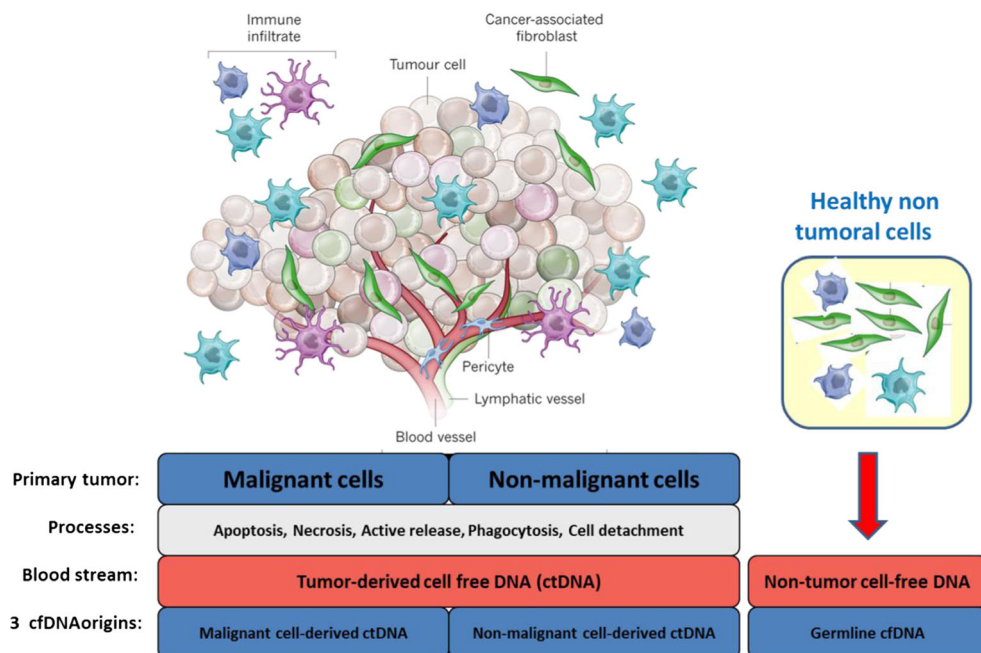 Immune
infiltrate
Cancer-associated
fibroblast
Tumour cell
Healthy non
tumoral cells
Pericyte
Lymphatic vessel
Blood vessel
Primary tumor:
Malignant cells
Non-malignant cells
Processes:
Apoptosis, Necrosis, Active release, Phagocytosis, Cell detachment
Blood stream:
Tumor-derived cell free DNA (ctDNA)
Non-tumor cell-free DNA
3 cfDNAorigins:
Malignant cell-derived ctDNA
Non-malignant cell-derived ctDNA
Germline cfDNA